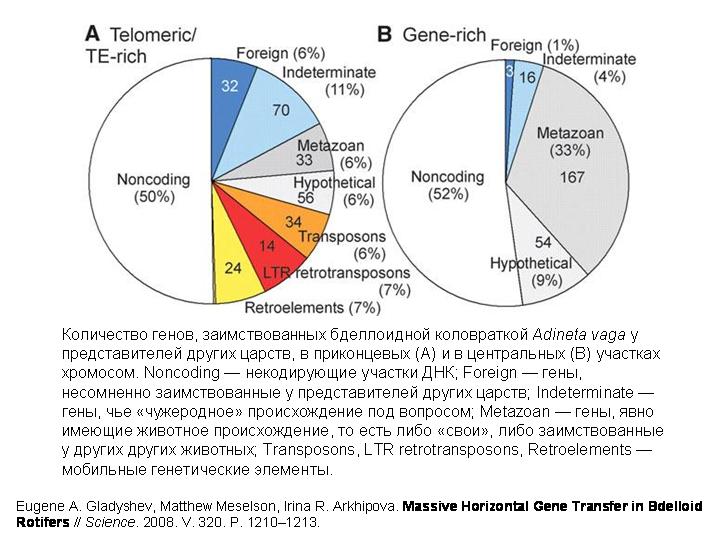 A Telomeric/
TE-rich
Foreign (6%)
32
Indeterminate
(11%)
70
Metazoan
33
(6%)
Hypothetical
56
(6%)
34
Transposons
(6%)
14
LTR retrotransposons
(7%)
24
Retroelements (7%)
Noncoding
(50%)
B Gene-rich
Foreign (1%)
3
Indeterminate
16
(4%)
Metazoan
(33%)
167
54
Hypothetical
(9%)
Noncoding
(52%)
Количество генов, заимствованных бделлоидной коловраткой Adineta vaga у
представителей других царств, в приконцевых (А) и в центральных (В) участках
хромосом. Noncoding — некодирующие участки ДНК; Foreign — гены,
несомненно заимствованные у представителей других царств; Indeterminate —
гены, чье «чужеродное» происхождение под вопросом; Metazoan — гены, явно
имеющие животное происхождение, то есть либо «свои», либо заимствованные
у других других животных; Transposons, LTR retrotransposons, Retroelements —
мобильные генетические элементы.
Eugene A. Gladyshev, Matthew Meselson, Irina R. Arkhipova. Massive Horizontal Gene Transfer in Bdelloid
Rotifers // Science. 2008. V. 320. P. 1210–1213.